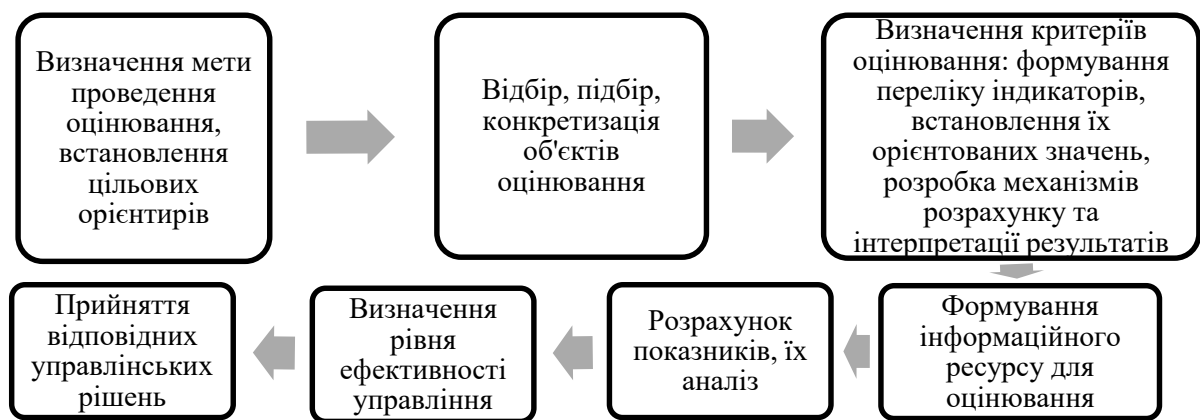 Визначення мети
проведення
оцінювання,
встановлення
цільових
орієнтирів
Відбір, підбір,
конкретизація
об'єктів
оцінювання
Визначення критеріїв
оцінювання: формування
переліку індикаторів,
встановлення їх
орієнтованих значень,
розробка механізмів
розрахунку та
інтерпретації результатів
Формування
інформаційного
ресурсу для
оцінювання
Розрахунок
показників, їх
аналіз
Визначення
рівня
ефективності
управління
Прийняття
відповідних
управлінських
рішень